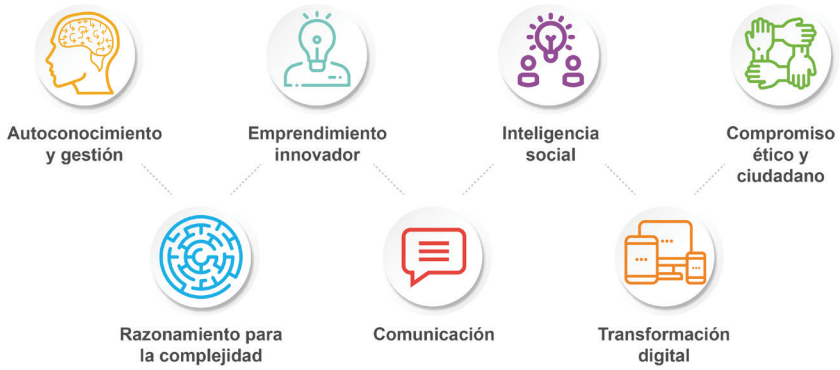 Autoconocimiento
y gestión
Emprendimiento
innovador
Inteligencia
social
Compromiso
ético y
ciudadano
Razonamiento para
la complejidad
Comunicación
Transformación
digital